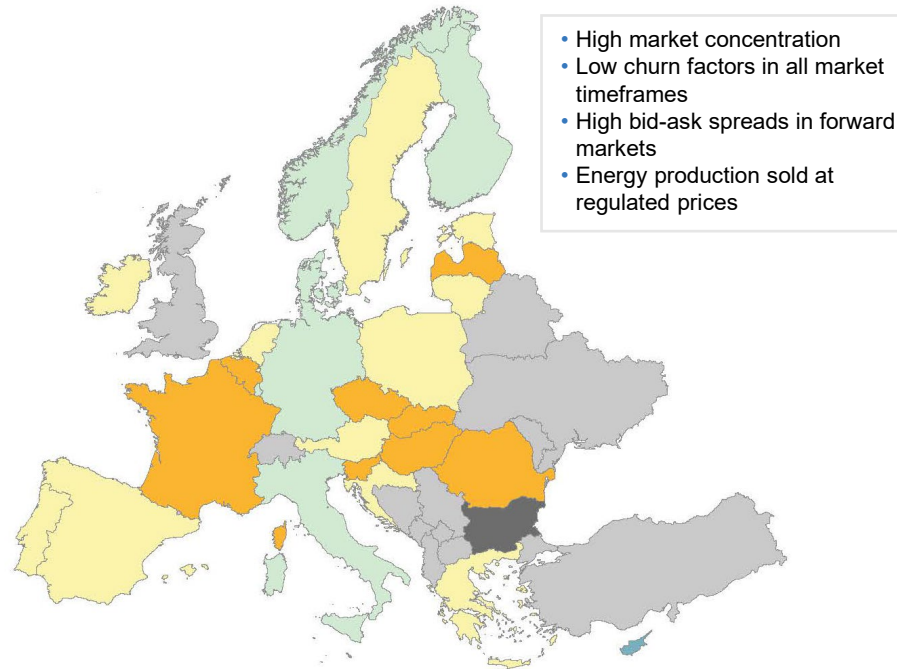 • High market concentration
• Low churn factors in all market
timeframes
• High bid-ask spreads in forward
markets
• Energy production sold at
regulated prices